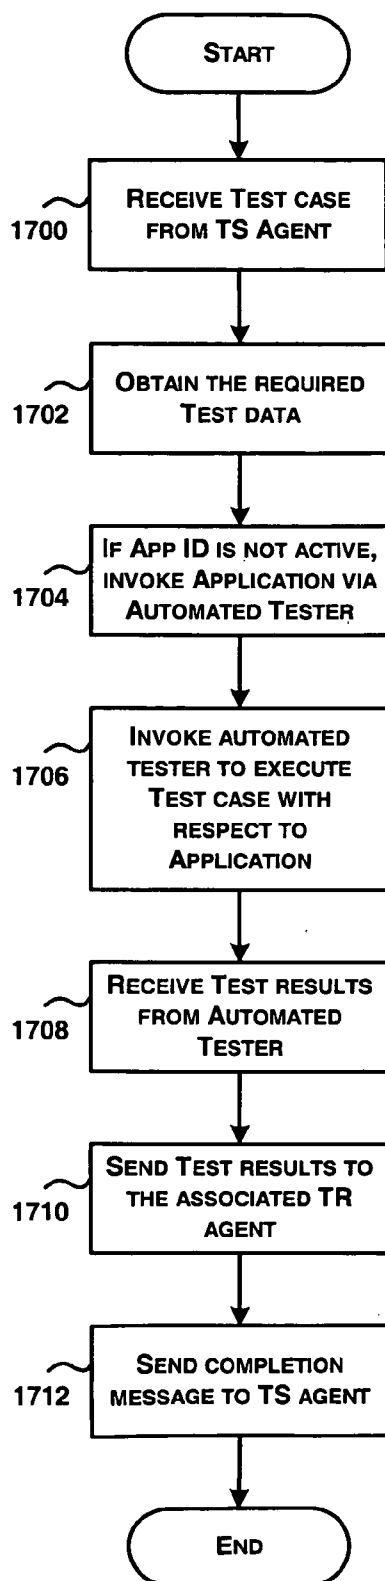 START
1700
RECEIVE TEST CASE
FROM TS AGENT
1702
OBTAIN THE REQUIRED
TEST DATA
1704
IF APP ID IS NOT ACTIVE,
INVOKE APPLICATION VIA
AUTOMATED TESTER
1706
INVOKE AUTOMATED
TESTER TO EXECUTE
TEST CASE WITH
RESPECT TO
APPLICATION
1708
RECEIVE TEST RESULTS
FROM AUTOMATED
TESTER
1710
SEND TEST RESULTS TO
THE ASSOCIATED TR
AGENT
1712
SEND COMPLETION
MESSAGE TO TS AGENT
END